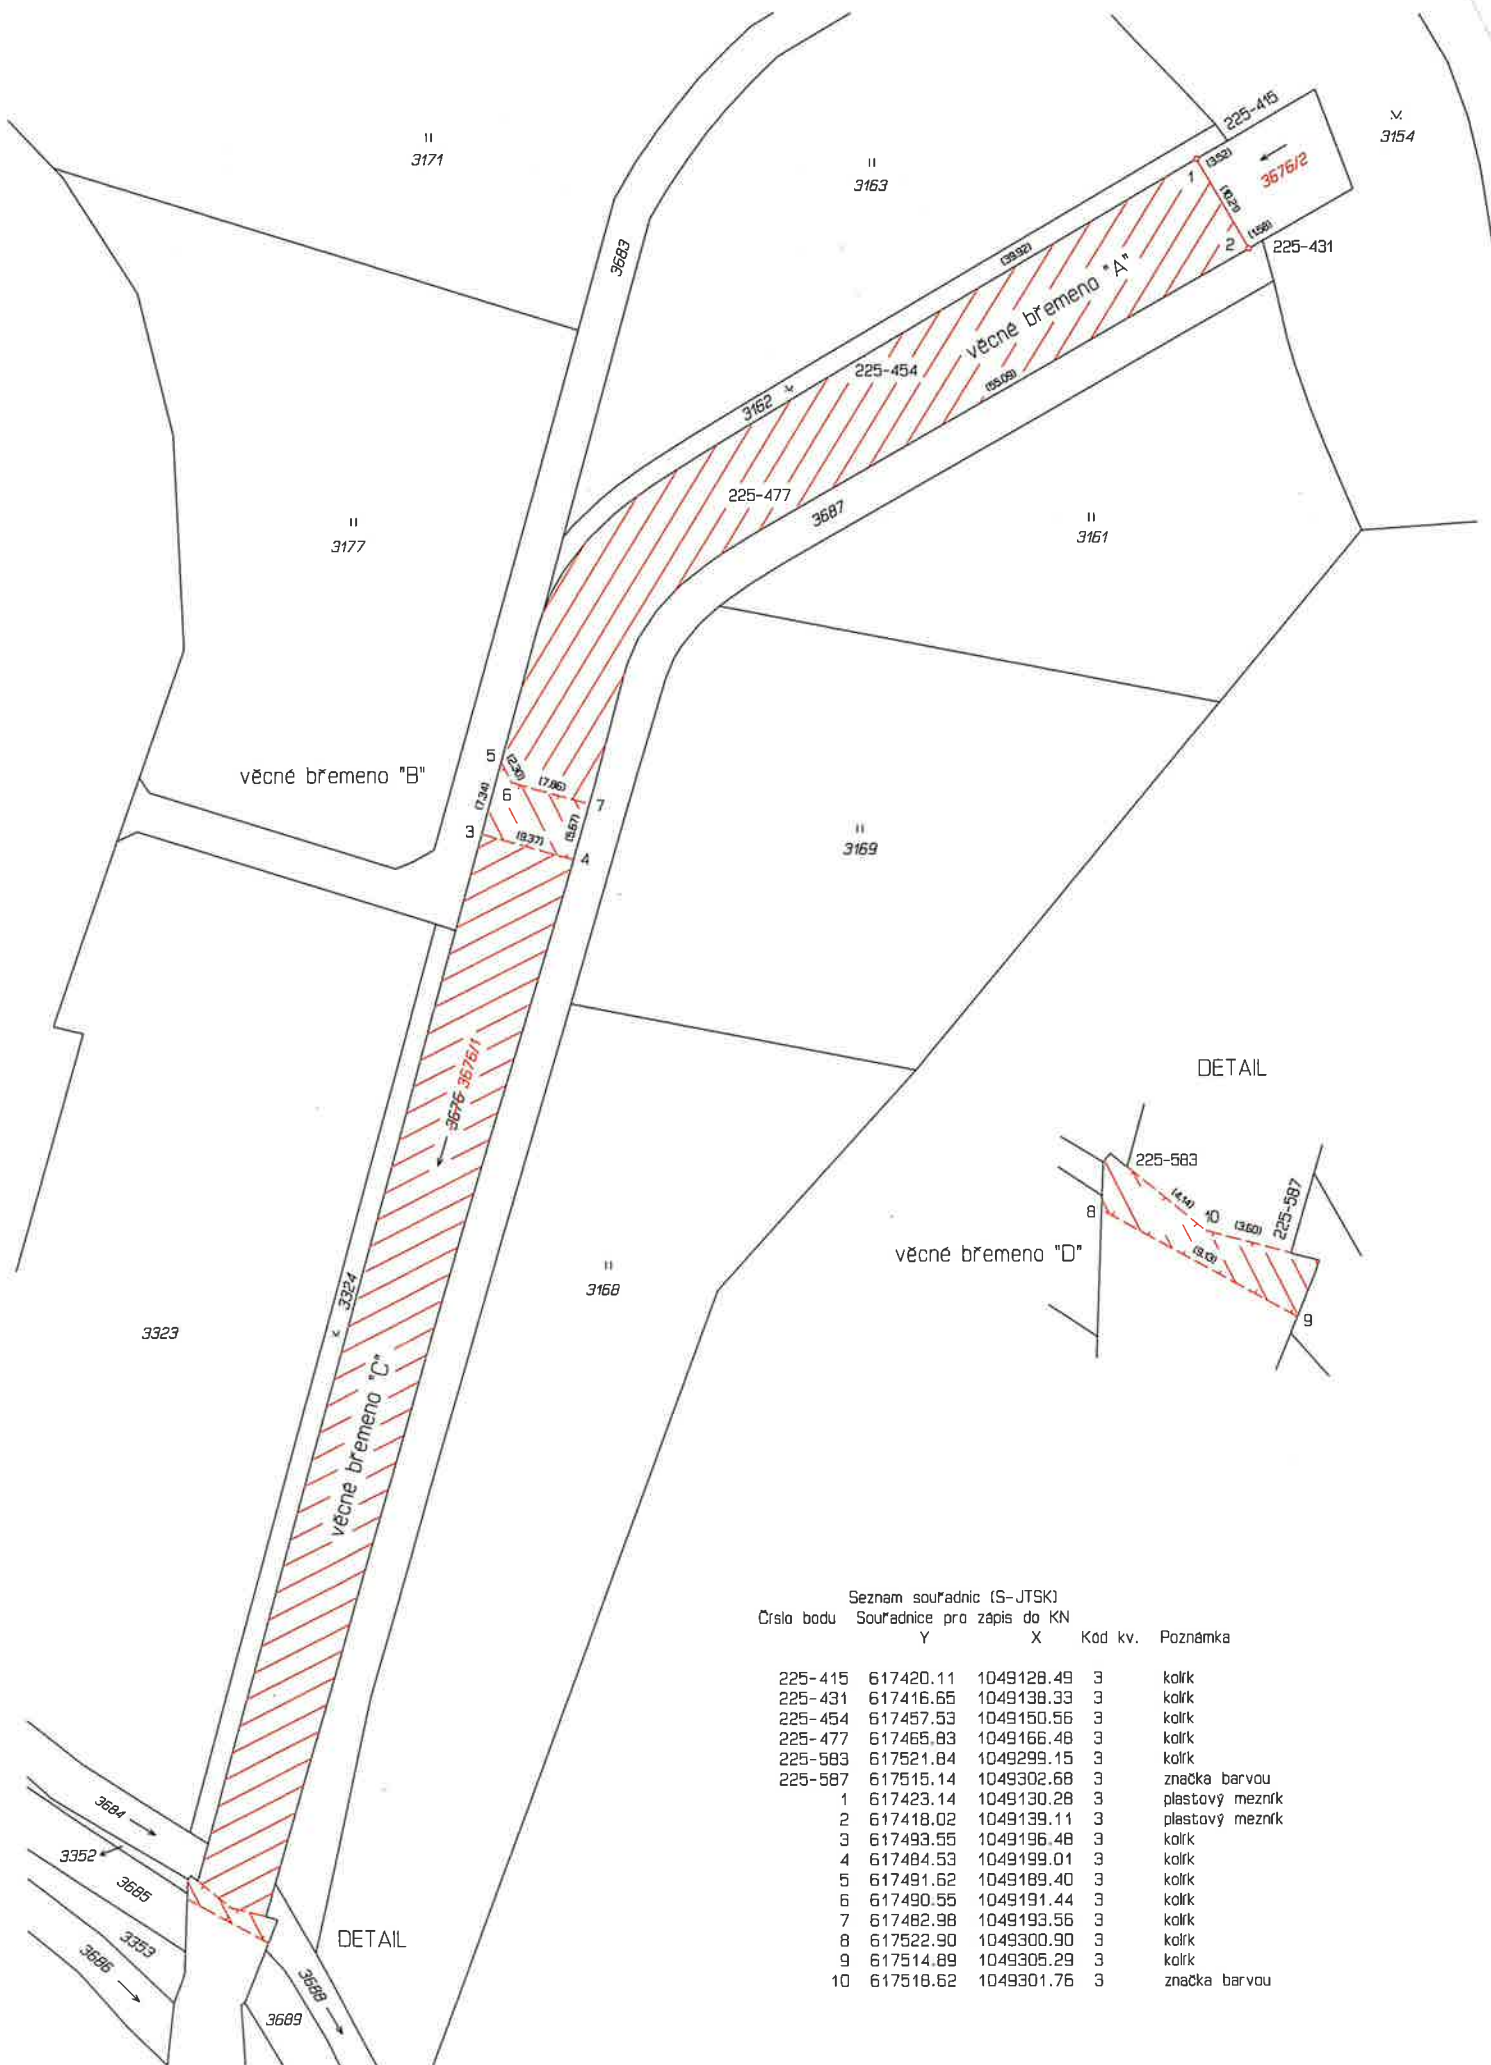 225-415
3154
3171
3163
1
(3.52)
3676/2
(10.21)
2
(1.58)
225-431
3683
(39.92)
věcné břemeno "A"
225-454
(55.09)
3162
225-477
3687
3177
3161
5
věcné břemeno "B"
(2.30)
(7.86)
6
7
(7.34)
(5.67)
3
(9.37)
4
3169
3676 3676/1
DETAIL
225-583
(4.14)
8
10
(3.60)
225-587
věcné břemeno "D"
(9.13)
9
3324
3168
3323
věcné břemeno "C"
Seznam souřadnic (S-JTSK)
Číslo bodu Souřadnice pro zápis do KN
Y X Kód kv. Poznámka
225-415 617420.11 1049128.49 3 kolík
225-431 617416.65 1049138.33 3 kolík
225-454 617457.53 1049150.56 3 kolík
225-477 617465.83 1049166.48 3 kolík
225-583 617521.84 1049299.15 3 kolík
225-587 617515.14 1049302.68 3 značka barvou
1 617423.14 1049130.28 3 plastový mezník
2 617418.02 1049139.11 3 plastový mezník
3 617493.55 1049196.48 3 kolík
4 617484.53 1049199.01 3 kolík
5 617491.62 1049189.40 3 kolík
6 617490.55 1049191.44 3 kolík
7 617482.98 1049193.56 3 kolík
8 617522.90 1049300.90 3 kolík
9 617514.89 1049305.29 3 kolík
10 617518.62 1049301.76 3 značka barvou
3684
3352
3685
3353
3686
DETAIL
3688
3689